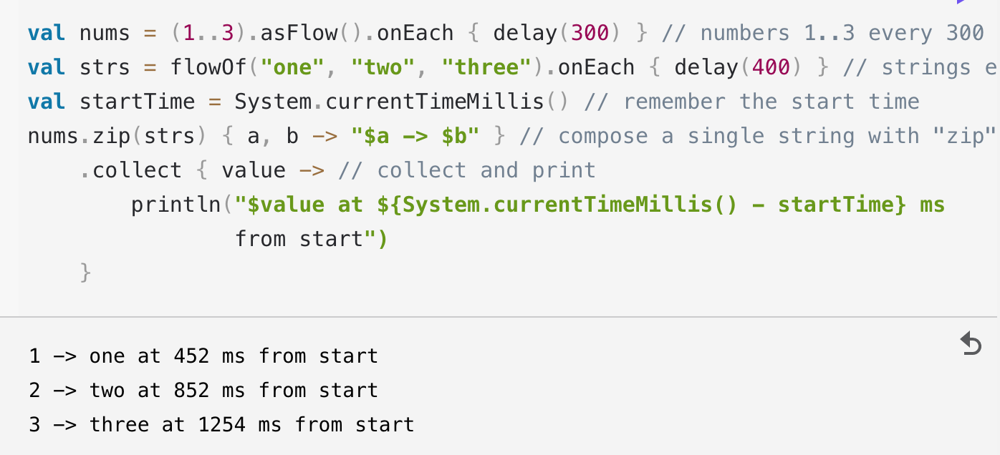 val nums = (1..3).asFlow().onEach { delay(300) } // numbers 1..3 every 300
val strs = flowOf("one", "two", "three").onEach { delay(400) } // strings e
val startTime = System.currentTimeMillis() // remember the start time
nums.zip(strs) { a, b -> "$a -> $b" } // compose a single string with "zip"
    .collect { value -> // collect and print
        println("$value at ${System.currentTimeMillis() - startTime} ms
                from start")
    }
1 -> one at 452 ms from start
2 -> two at 852 ms from start
3 -> three at 1254 ms from start